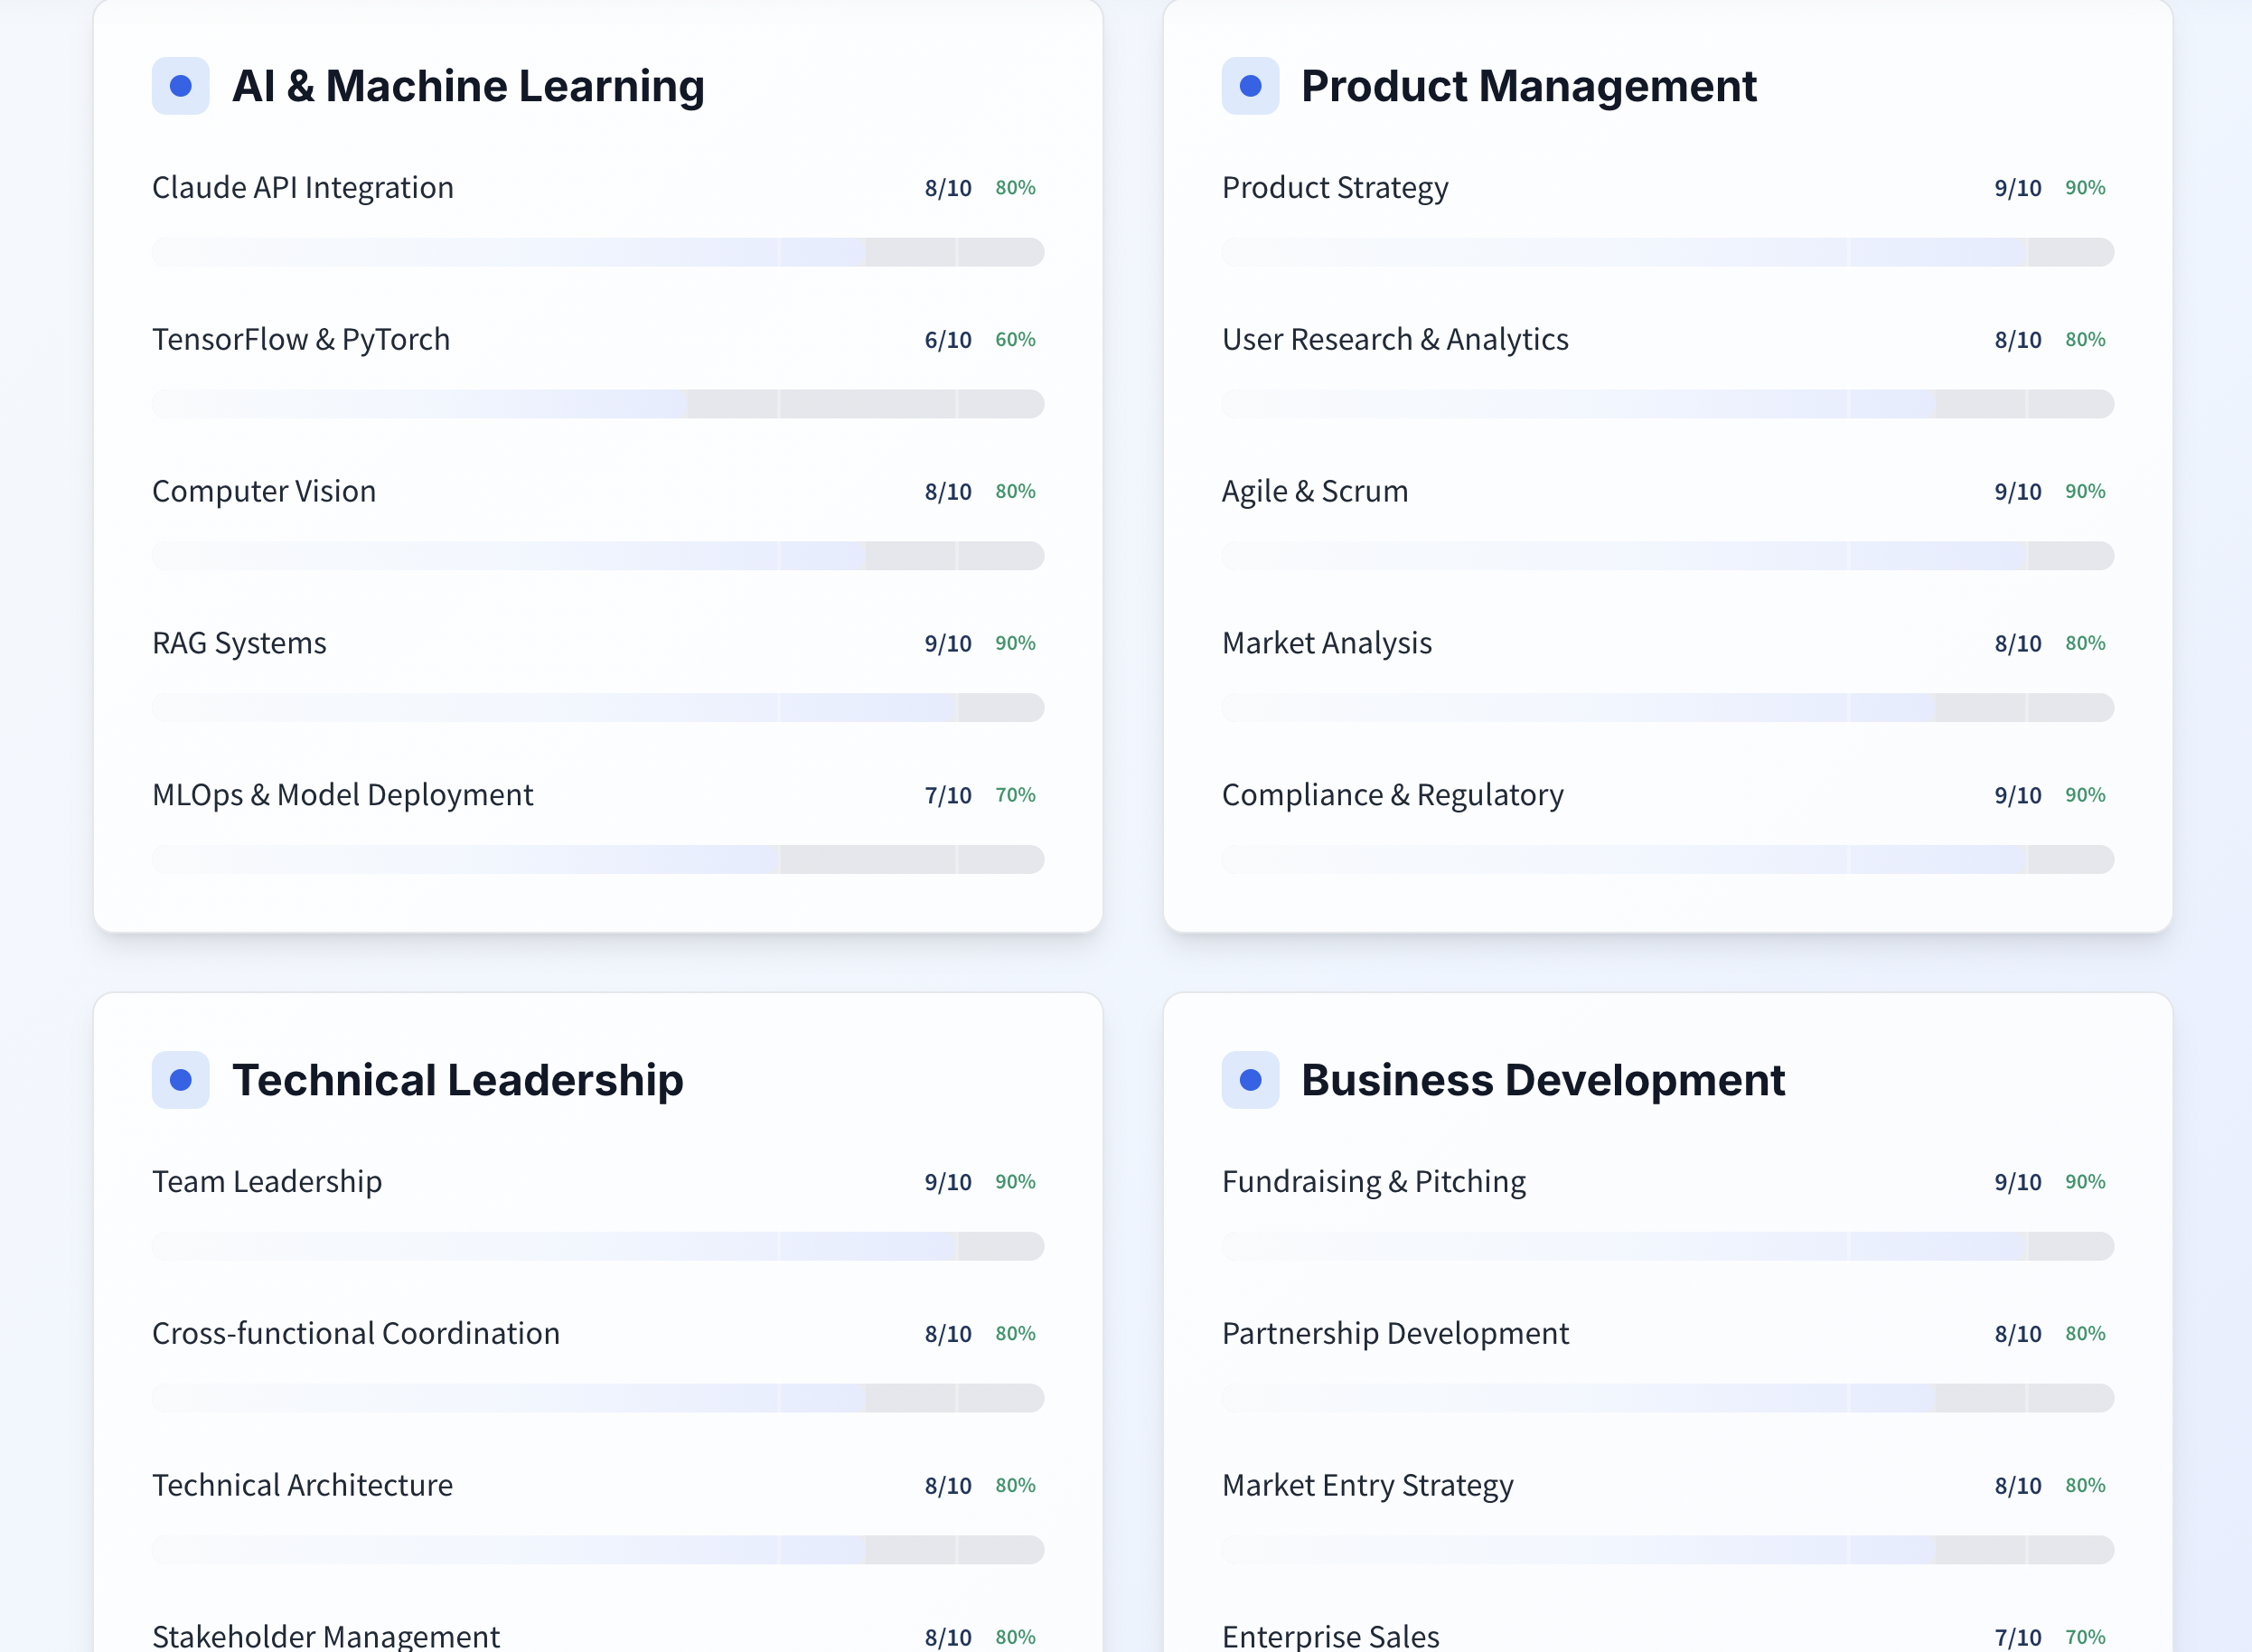 AI & Machine Learning
Claude API Integration 8/10 80%
TensorFlow & PyTorch 6/10 60%
Computer Vision 8/10 80%
RAG Systems 9/10 90%
MLOps & Model Deployment 7/10 70%
Product Management
Product Strategy 9/10 90%
User Research & Analytics 8/10 80%
Agile & Scrum 9/10 90%
Market Analysis 8/10 80%
Compliance & Regulatory 9/10 90%
Technical Leadership
Team Leadership 9/10 90%
Cross-functional Coordination 8/10 80%
Technical Architecture 8/10 80%
Stakeholder Management 8/10 80%
Business Development
Fundraising & Pitching 9/10 90%
Partnership Development 8/10 80%
Market Entry Strategy 8/10 80%
Enterprise Sales 7/10 70%